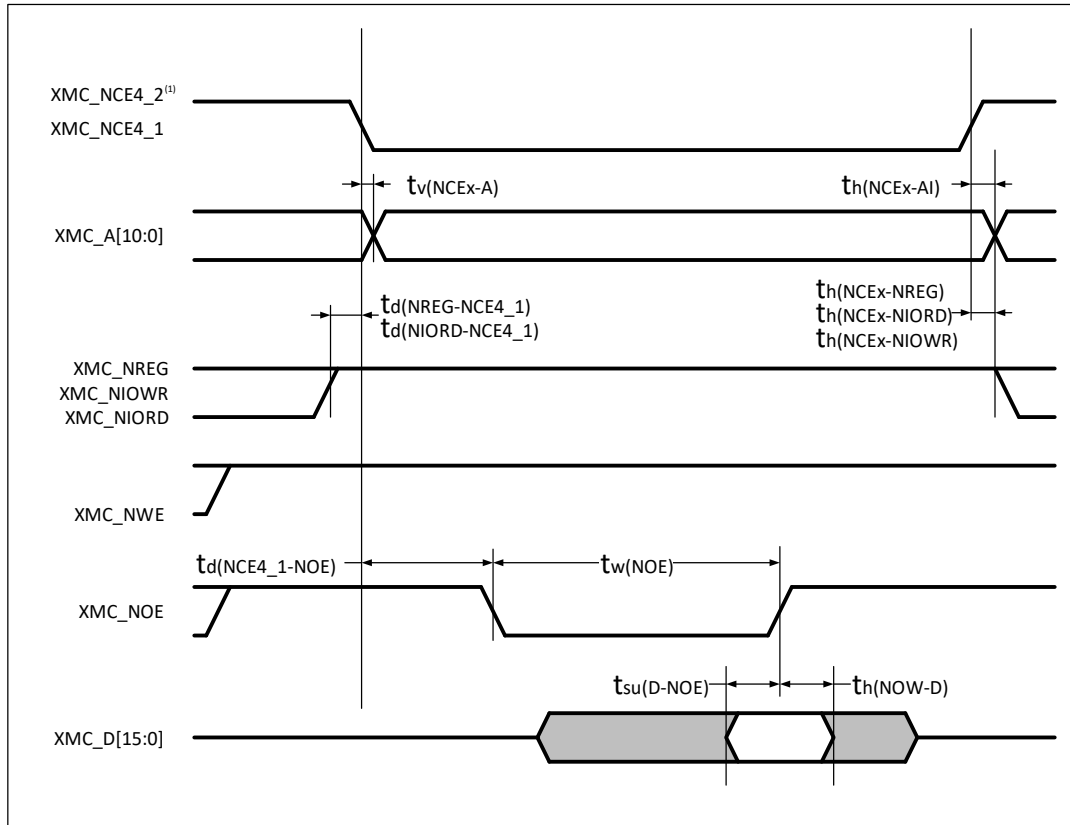 XMC_NCE4_2(1)
XMC_NCE4_1
tv(NCEx-A)
th(NCEx-AI)
XMC_A[10:0]
td(NREG-NCE4_1)
td(NIORD-NCE4_1)
th(NCEx-NREG)
th(NCEx-NIORD)
th(NCEx-NIOWR)
XMC_NREG
XMC_NIOWR
XMC_NIORD
XMC_NWE
td(NCE4_1-NOE)
tw(NOE)
XMC_NOE
tsu(D-NOE)
th(NOW-D)
XMC_D[15:0]